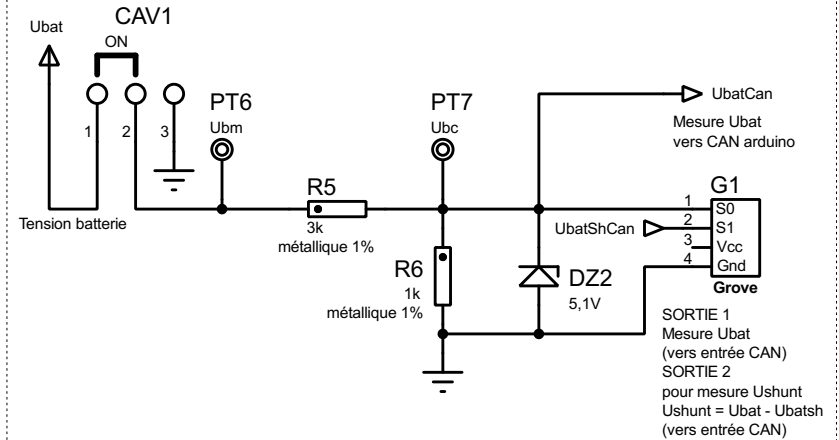 CAV1
Ubat
ON
1
2
3
Tension batterie
PT6
Ubm
PT7
Ubc
R5
3k
métallique 1%
R6
1k
métallique 1%
DZ2
5,1V
UbatCan
Mesure Ubat
vers CAN arduino
UbatShCan
G1
1 S0
2 S1
3 Vcc
4 Gnd
Grove
SORTIE 1
Mesure Ubat
(vers entrée CAN)
SORTIE 2
pour mesure Ushunt
Ushunt = Ubat - Ubatsh
(vers entrée CAN)